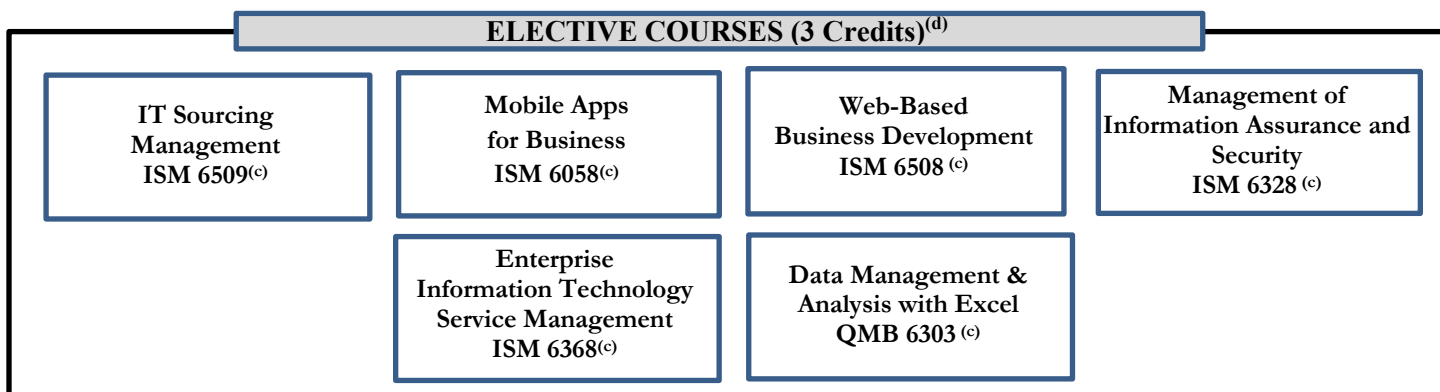 ELECTIVE COURSES (3 Credits)(d)
IT Sourcing
Management
ISM 6509(c)
Mobile Apps
for Business
ISM 6058(c)
Web-Based
Business Development
ISM 6508 (c)
Management of
Information Assurance and
Security
ISM 6328 (c)
Enterprise
Information Technology
Service Management
ISM 6368(c)
Data Management &
Analysis with Excel
QMB 6303 (c)